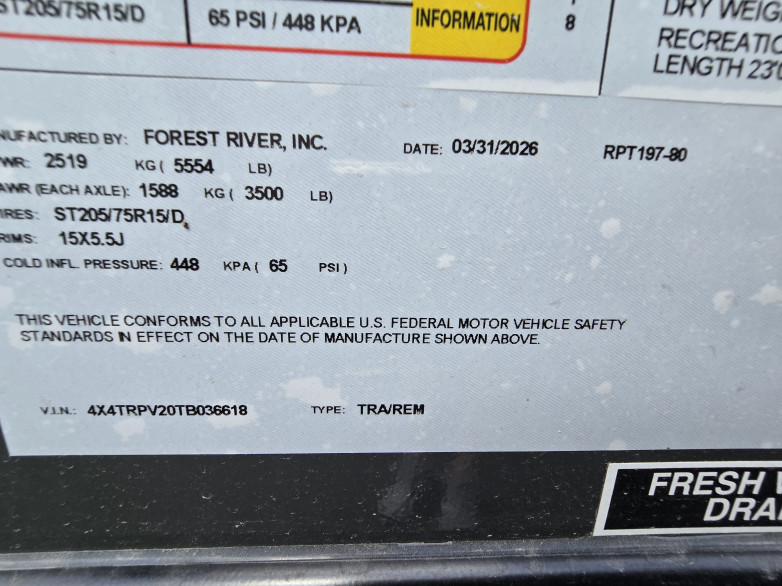 ST205/75R15/D 65 PSI / 448 KPA INFORMATION 8
DRY WEIG
RECREATIO
LENGTH 23'0
NUFACTURED BY: FOREST RIVER, INC. DATE: 03/31/2026 RPT197-80
WR: 2519 KG ( 5554 LB)
AWR (EACH AXLE): 1588 KG ( 3500 LB)
IRES: ST205/75R15/D
RIMS: 15X5.5J
COLD INFL. PRESSURE: 448 KPA ( 65 PSI )
THIS VEHICLE CONFORMS TO ALL APPLICABLE U.S. FEDERAL MOTOR VEHICLE SAFETY
STANDARDS IN EFFECT ON THE DATE OF MANUFACTURE SHOWN ABOVE.
V.I.N.: 4X4TRPV20TB036618 TYPE: TRA/REM
FRESH
DRA